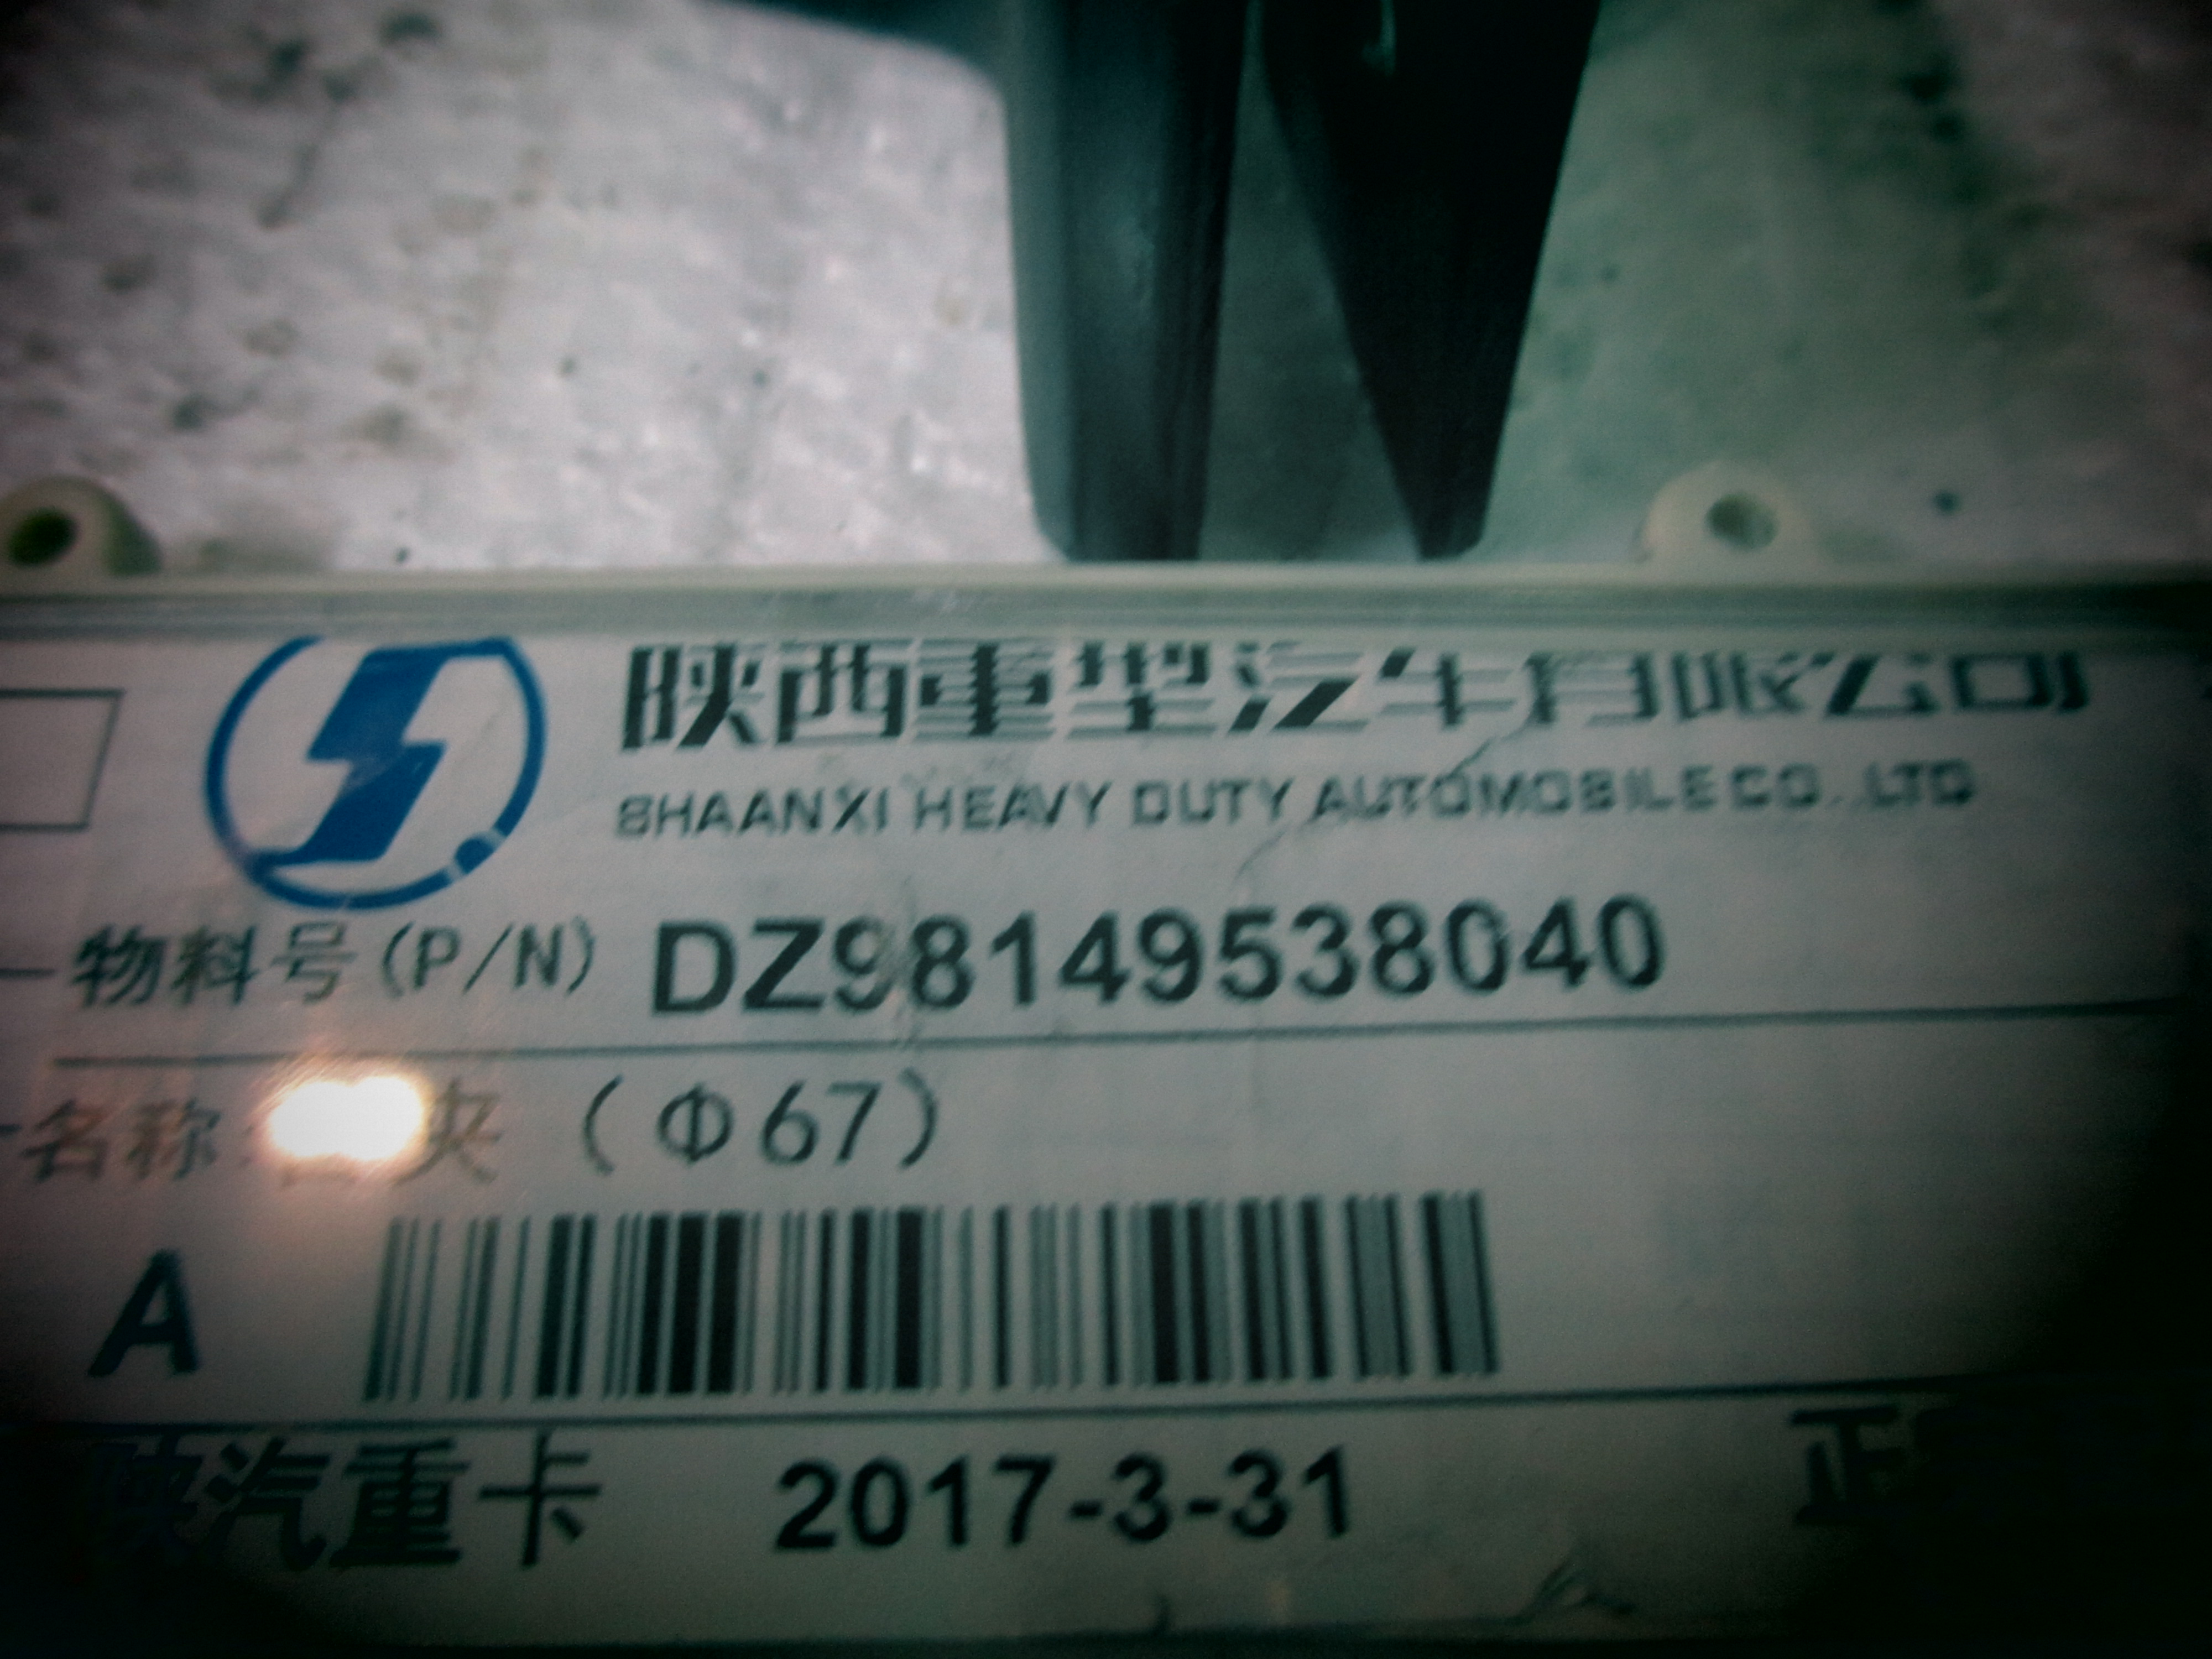 陕西重型汽车有限公司
SHAANXI HEAVY DUTY AUTOMOBILE CO.,LTD
物料号(P/N) DZ98149538040
名称 夹 (Φ67)
A
陕汽重卡 2017-3-31 正